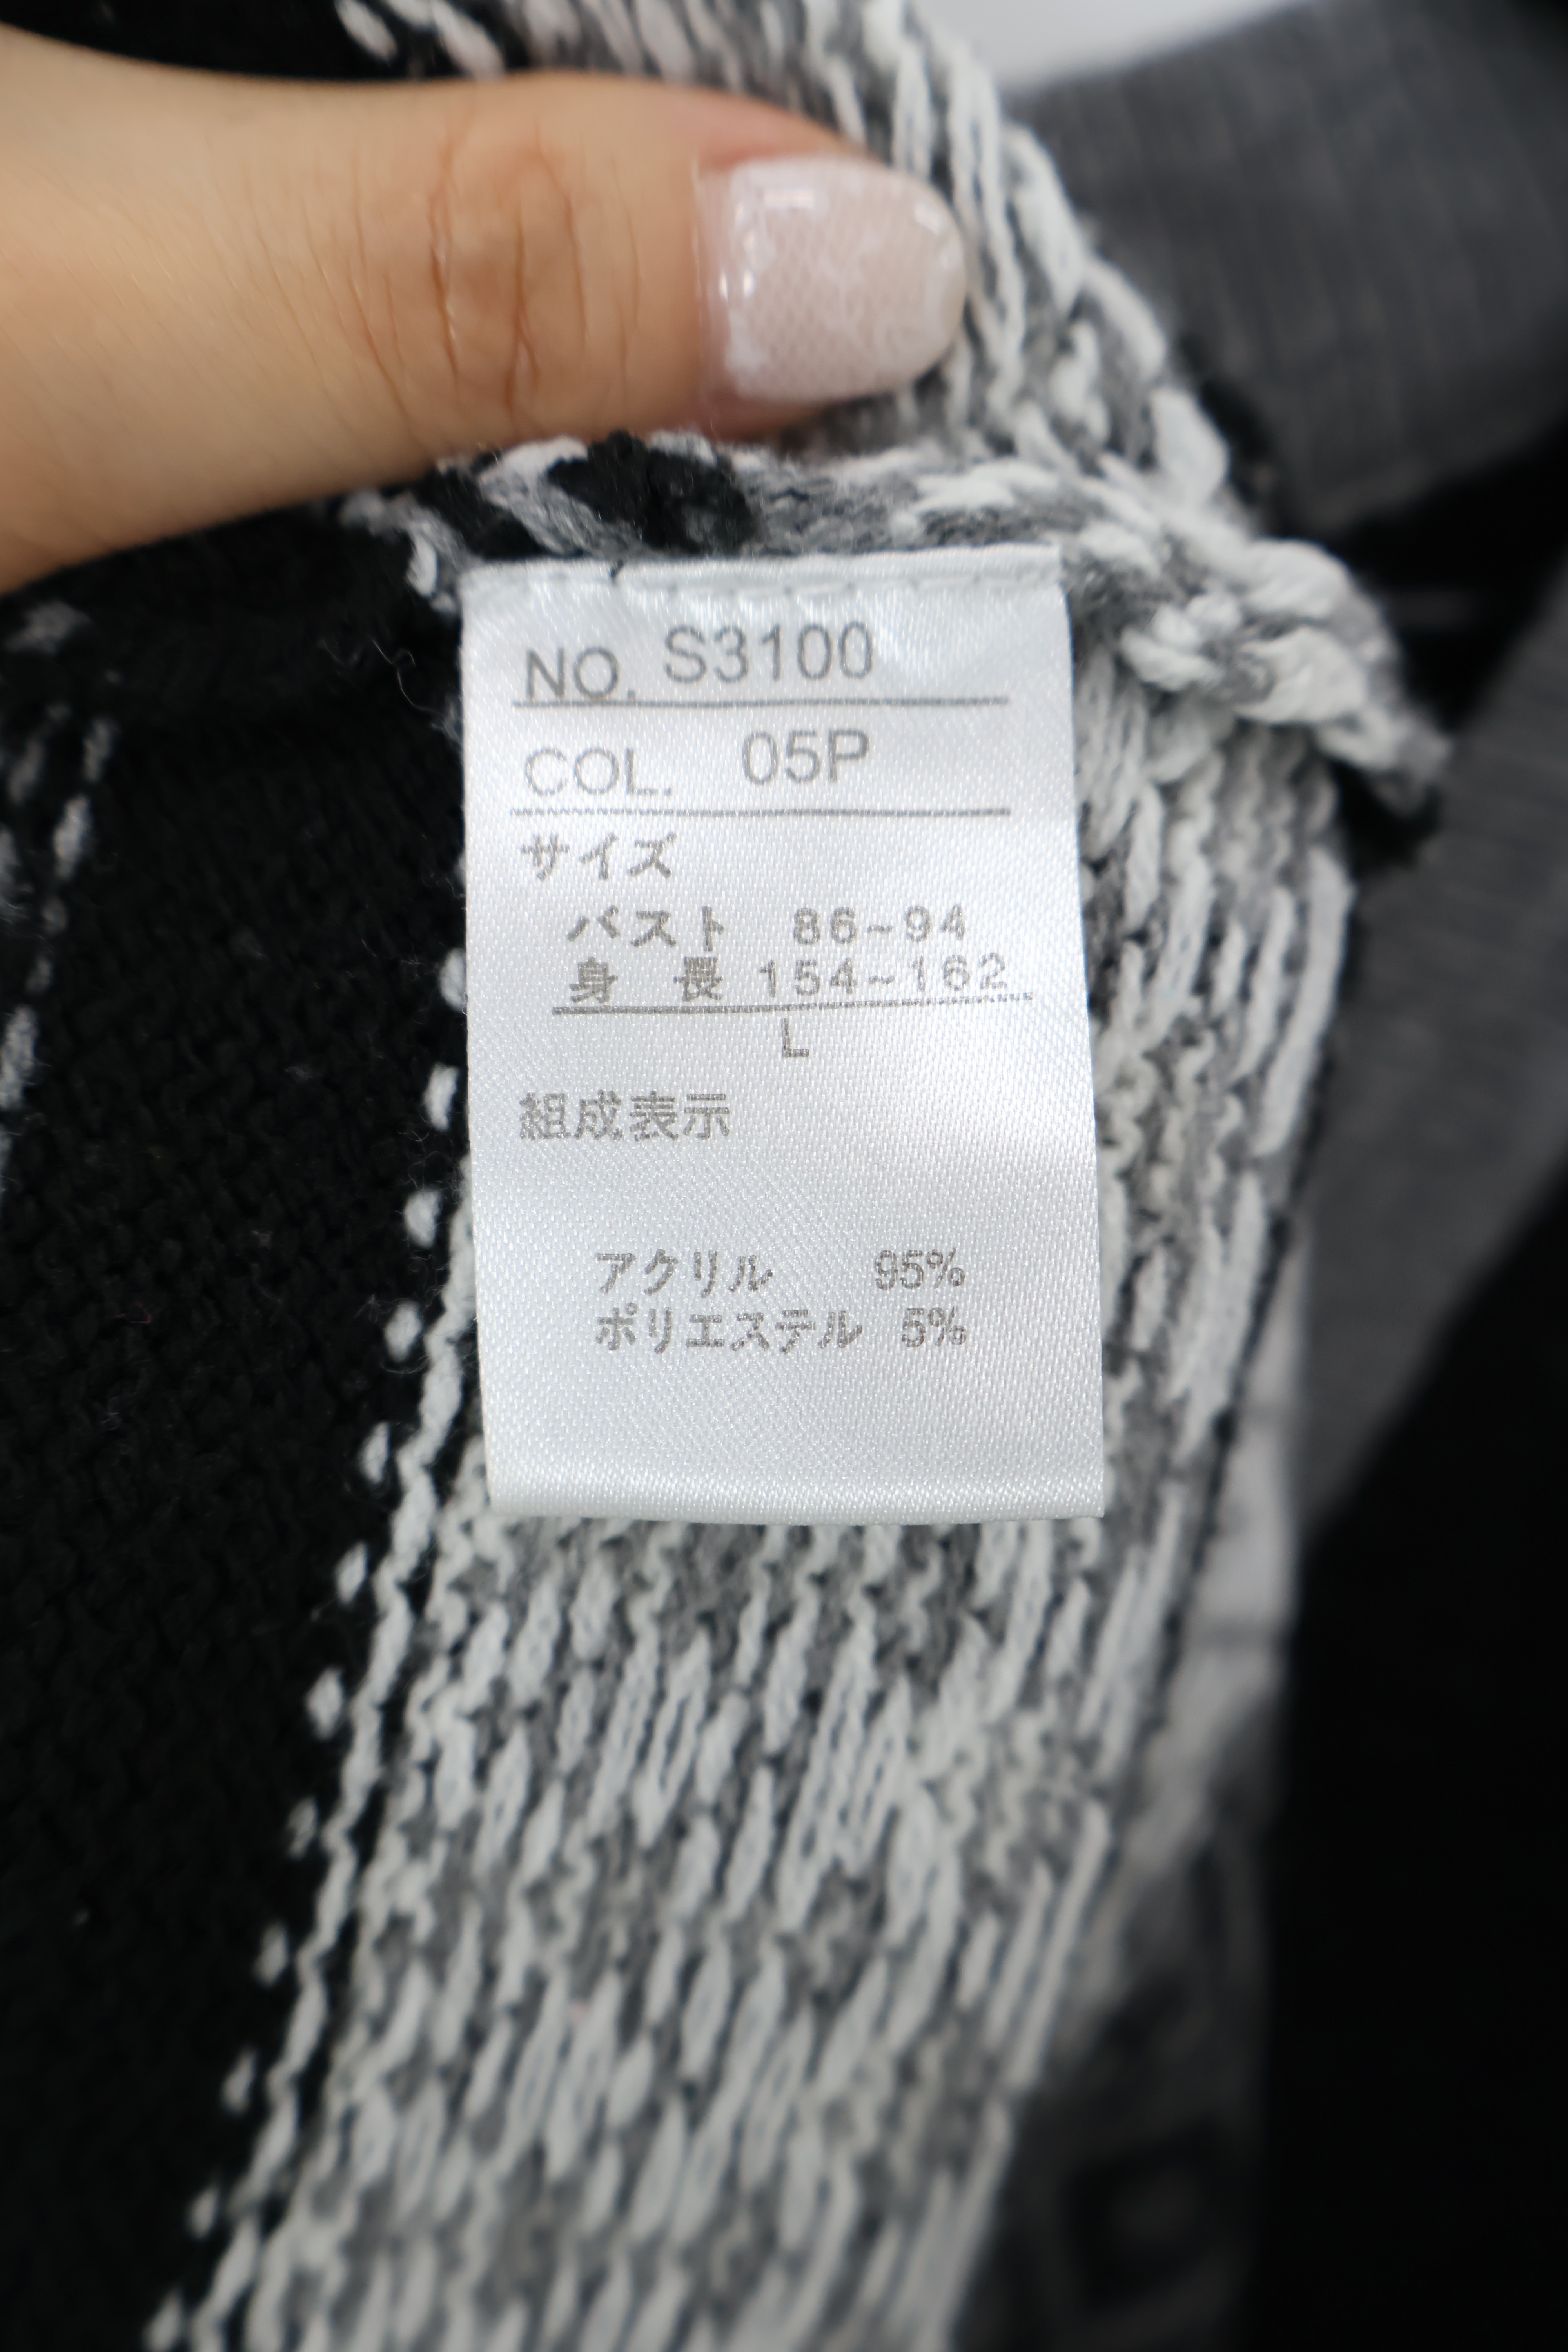 NO. S3100
COL. 05P
サイズ
バスト 86~94
身 長 154~162
L
組成表示
アクリル 95%
ポリエステル 5%